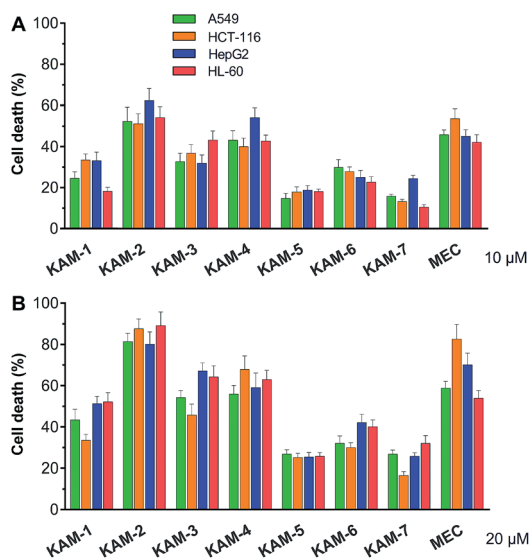 A
A549
HCT-116
HepG2
HL-60
Cell death (%)
100
80
60
40
20
0
KAM-1 KAM-2 KAM-3 KAM-4 KAM-5 KAM-6 KAM-7 MEC
10 µM
B
Cell death (%)
100
80
60
40
20
0
KAM-1 KAM-2 KAM-3 KAM-4 KAM-5 KAM-6 KAM-7 MEC
20 µM